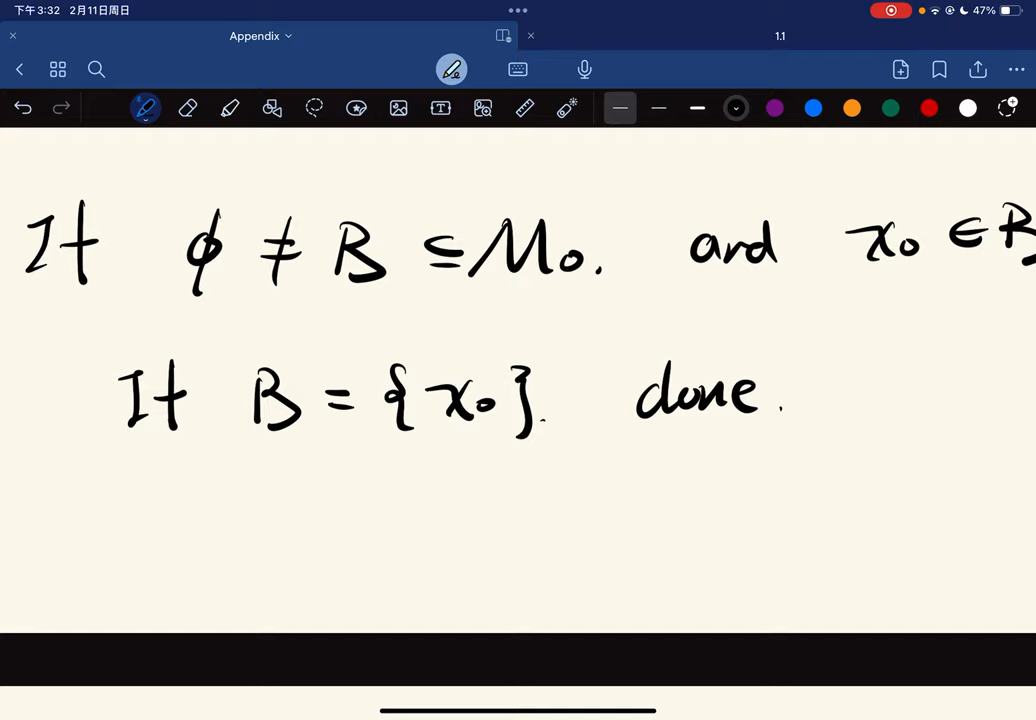 下午3:32 2月11日周日
47%
Appendix
1.1
If ϕ ≠ B ⊆ M₀. and x₀ ∈ B
If B = {x₀}. done.